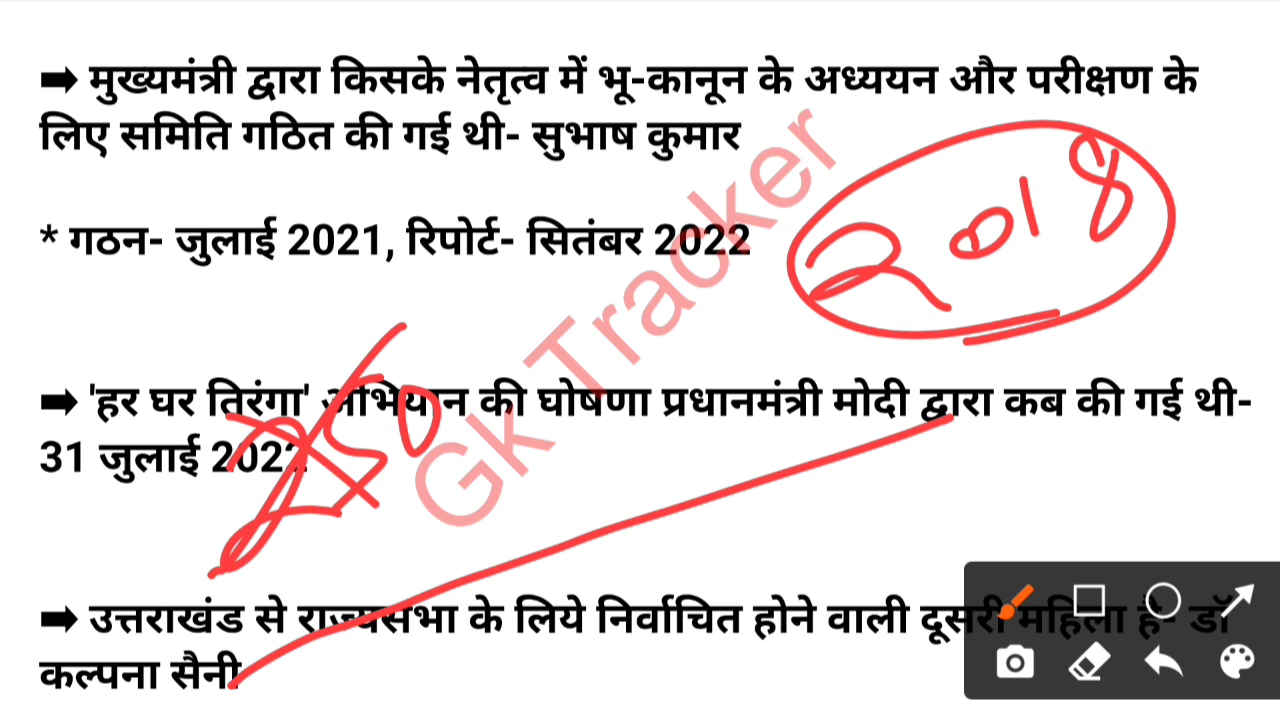 ➡ मुख्यमंत्री द्वारा किसके नेतृत्व में भू-कानून के अध्ययन और परीक्षण के
लिए समिति गठित की गई थी- सुभाष कुमार
2018
* गठन- जुलाई 2021, रिपोर्ट- सितंबर 2022
Gk Tracker
➡ 'हर घर तिरंगा' अभियान की घोषणा प्रधानमंत्री मोदी द्वारा कब की गई थी-
31 जुलाई 2022
250
➡ उत्तराखंड से राज्यसभा के लिये निर्वाचित होने वाली दूसरी महिला है- डॉ
कल्पना सैनी